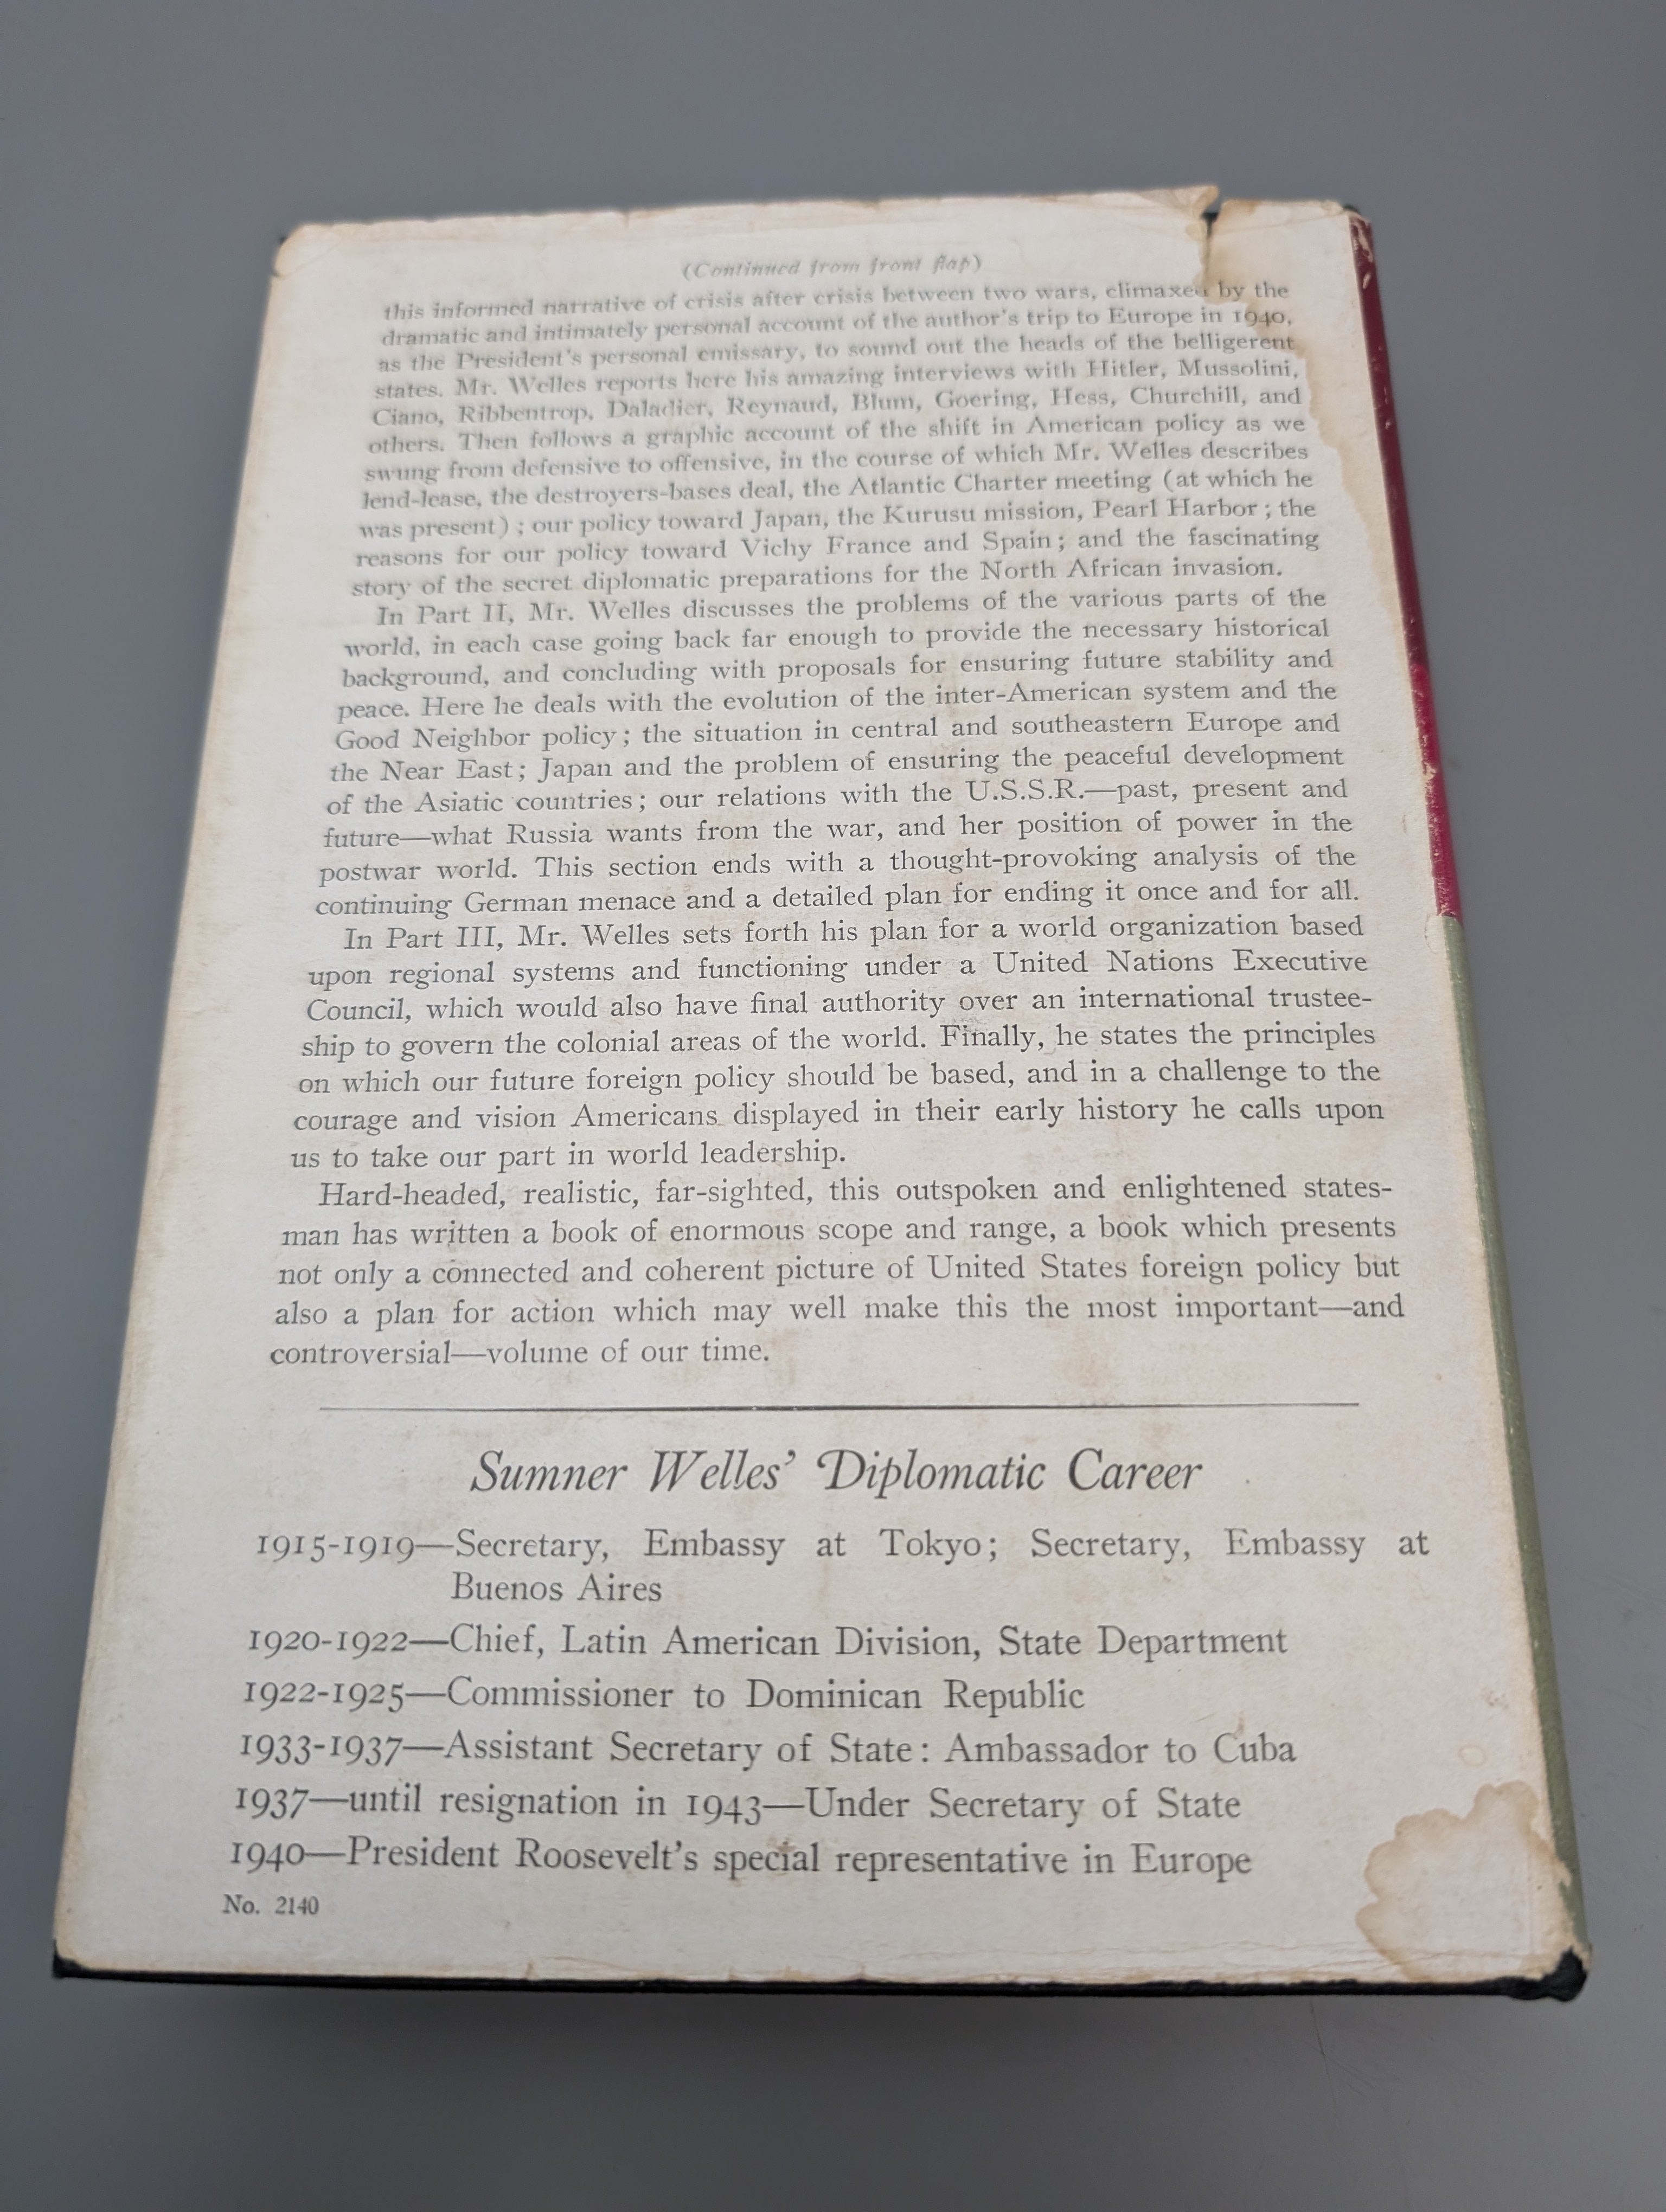 (Continued from front flap)
this informed narrative of crisis after crisis between two wars, climaxed by the
dramatic and intimately personal account of the author's trip to Europe in 1940,
as the President's personal emissary, to sound out the heads of the belligerent
states. Mr. Welles reports here his amazing interviews with Hitler, Mussolini,
Ciano, Ribbentrop, Daladier, Reynaud, Blum, Goering, Hess, Churchill, and
others. Then follows a graphic account of the shift in American policy as we
swung from defensive to offensive, in the course of which Mr. Welles describes
lend-lease, the destroyers-bases deal, the Atlantic Charter meeting (at which he
was present) ; our policy toward Japan, the Kurusu mission, Pearl Harbor ; the
reasons for our policy toward Vichy France and Spain ; and the fascinating
story of the secret diplomatic preparations for the North African invasion.
In Part II, Mr. Welles discusses the problems of the various parts of the
world, in each case going back far enough to provide the necessary historical
background, and concluding with proposals for ensuring future stability and
peace. Here he deals with the evolution of the inter-American system and the
Good Neighbor policy ; the situation in central and southeastern Europe and
the Near East ; Japan and the problem of ensuring the peaceful development
of the Asiatic countries ; our relations with the U.S.S.R.—past, present and
future—what Russia wants from the war, and her position of power in the
postwar world. This section ends with a thought-provoking analysis of the
continuing German menace and a detailed plan for ending it once and for all.
In Part III, Mr. Welles sets forth his plan for a world organization based
upon regional systems and functioning under a United Nations Executive
Council, which would also have final authority over an international trustee-
ship to govern the colonial areas of the world. Finally, he states the principles
on which our future foreign policy should be based, and in a challenge to the
courage and vision Americans displayed in their early history he calls upon
us to take our part in world leadership.
Hard-headed, realistic, far-sighted, this outspoken and enlightened states-
man has written a book of enormous scope and range, a book which presents
not only a connected and coherent picture of United States foreign policy but
also a plan for action which may well make this the most important—and
controversial—volume of our time.
Sumner Welles' Diplomatic Career
1915-1919—Secretary, Embassy at Tokyo ; Secretary, Embassy at
Buenos Aires
1920-1922—Chief, Latin American Division, State Department
1922-1925—Commissioner to Dominican Republic
1933-1937—Assistant Secretary of State : Ambassador to Cuba
1937—until resignation in 1943—Under Secretary of State
1940—President Roosevelt's special representative in Europe
No. 2140